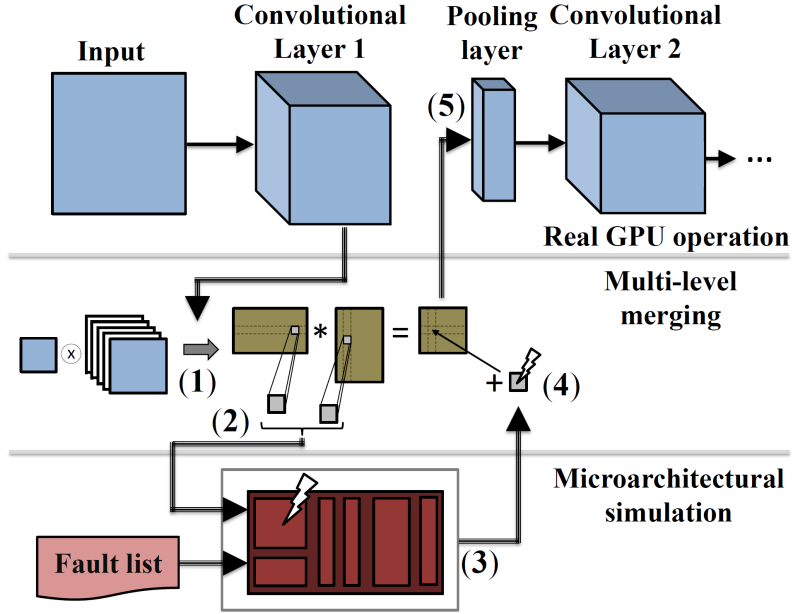 Input
Convolutional
Layer 1
Pooling
layer
Convolutional
Layer 2
(5)
...
Real GPU operation
Multi-level
merging
x
(1)
*
=
+
(4)
(2)
Microarchitectural
simulation
(3)
Fault list